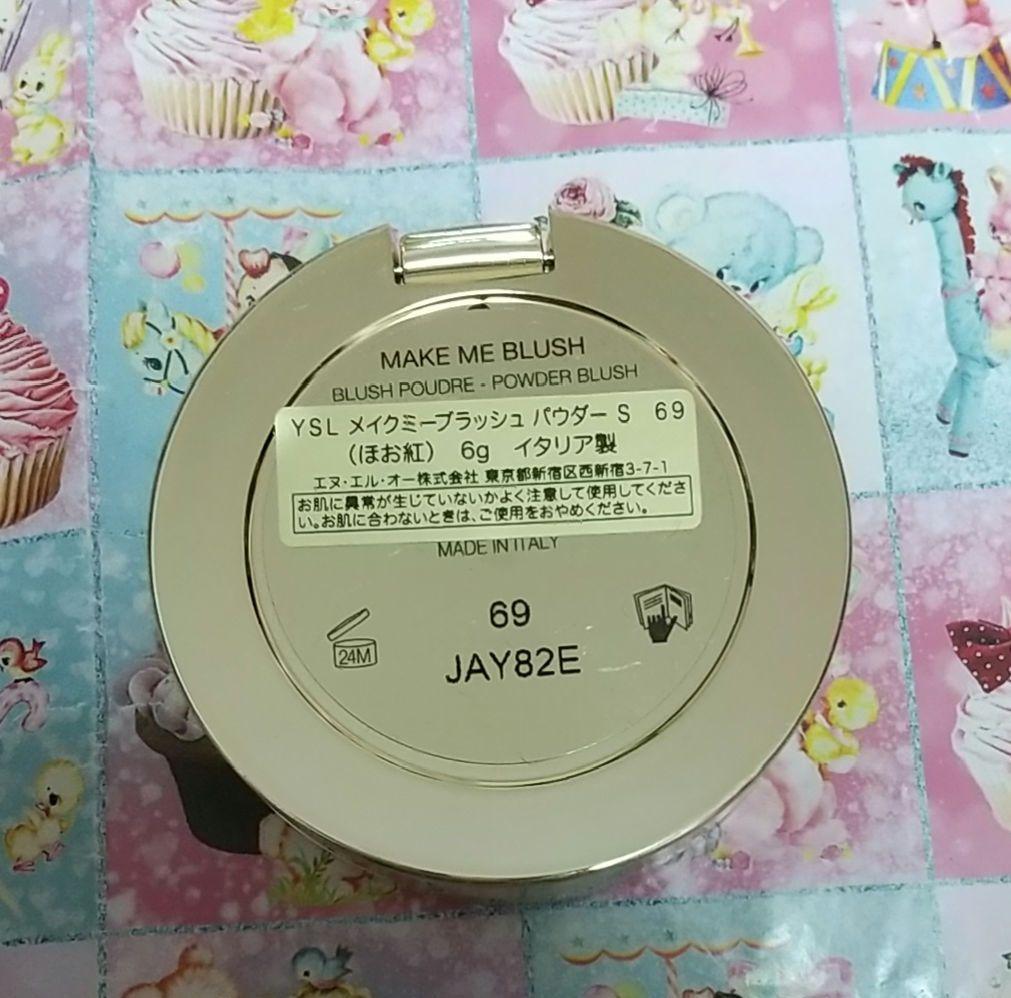 MAKE ME BLUSH
BLUSH POUDRE - POWDER BLUSH
YSL メイクミーブラッシュ パウダー S 69
（ほお紅） 6g イタリア製
エヌ・エル・オー株式会社 東京都新宿区西新宿3-7-1
お肌に異常が生じていないかよく注意して使用してくださ
い。お肌に合わないときは、ご使用をおやめください。
MADE IN ITALY
69
24M
JAY82E